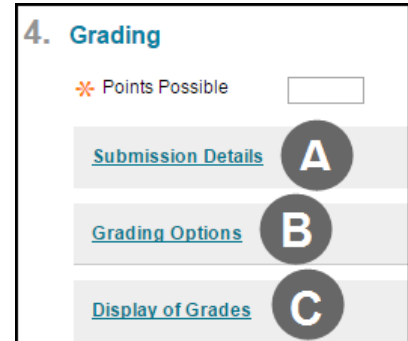 4. Grading
* Points Possible
Submission Details A
Grading Options B
Display of Grades C